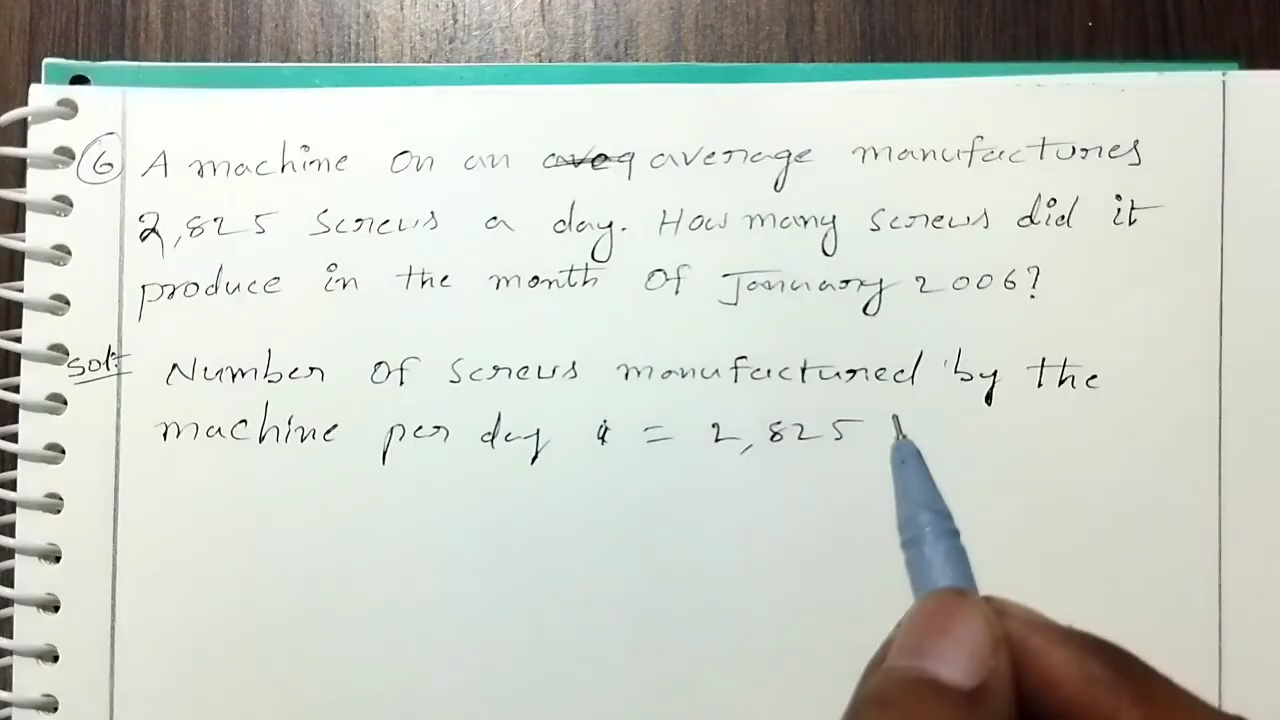 6 A machine on an aveg average manufactures
2,825 screws a day. How many screws did it
produce in the month of January 2006?
Sol: Number of screws manufactured by the
machine per day = 2,825